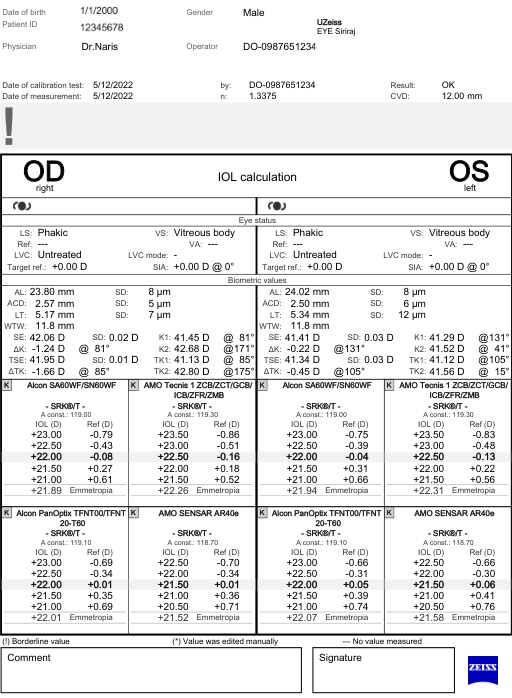 Date of birth 1/1/2000 Gender Male
Patient ID 12345678 UZeiss
EYE Siriraj
Physician Dr.Naris Operator DO-0987651234
Date of calibration test: 5/12/2022 by: DO-0987651234 Result: OK
Date of measurement: 5/12/2022 n: 1.3375 CVD: 12.00 mm
!
OD IOL calculation OS
right left
Eye status
LS: Phakic VS: Vitreous body LS: Phakic VS: Vitreous body
Ref: --- VA: --- Ref: --- VA: ---
LVC: Untreated LVC mode: - LVC: Untreated LVC mode: -
Target ref.: +0.00 D SIA: +0.00 D @ 0° Target ref.: +0.00 D SIA: +0.00 D @ 0°
Biometric values
AL: 23.80 mm SD: 8 µm AL: 24.02 mm SD: 8 µm
ACD: 2.57 mm SD: 5 µm ACD: 2.50 mm SD: 6 µm
LT: 5.17 mm SD: 7 µm LT: 5.34 mm SD: 12 µm
WTW: 11.8 mm WTW: 11.8 mm
SE: 42.06 D SD: 0.02 D K1: 41.45 D @ 81° SE: 41.41 D SD: 0.03 D K1: 41.29 D @131°
ΔK: -1.24 D @ 81° K2: 42.68 D @171° ΔK: -0.22 D @131° K2: 41.52 D @ 41°
TSE: 41.95 D SD: 0.01 D TK1: 41.13 D @ 85° TSE: 41.34 D SD: 0.03 D TK1: 41.12 D @105°
ΔTK: -1.66 D @ 85° TK2: 42.80 D @175° ΔTK: -0.45 D @105° TK2: 41.56 D @ 15°
K Alcon SA60WF/SN60WF K AMO Tecnis 1 ZCB/ZCT/GCB/ K Alcon SA60WF/SN60WF K AMO Tecnis 1 ZCB/ZCT/GCB/
ICB/ZFR/ZMB ICB/ZFR/ZMB
- SRK®/T - - SRK®/T - - SRK®/T - - SRK®/T -
A const.: 119.00 A const.: 119.30 A const.: 119.00 A const.: 119.30
IOL (D) Ref (D) IOL (D) Ref (D) IOL (D) Ref (D) IOL (D) Ref (D)
+23.00 -0.79 +23.50 -0.86 +23.00 -0.75 +23.50 -0.83
+22.50 -0.43 +23.00 -0.51 +22.50 -0.39 +23.00 -0.48
+22.00 -0.08 +22.50 -0.16 +22.00 -0.04 +22.50 -0.13
+21.50 +0.27 +22.00 +0.18 +21.50 +0.31 +22.00 +0.22
+21.00 +0.61 +21.50 +0.52 +21.00 +0.66 +21.50 +0.56
+21.89 Emmetropia +22.26 Emmetropia +21.94 Emmetropia +22.31 Emmetropia
K Alcon PanOptix TFNT00/TFNT K AMO SENSAR AR40e K Alcon PanOptix TFNT00/TFNT K AMO SENSAR AR40e
20-T60 20-T60
- SRK®/T - - SRK®/T - - SRK®/T - - SRK®/T -
A const.: 119.10 A const.: 118.70 A const.: 119.10 A const.: 118.70
IOL (D) Ref (D) IOL (D) Ref (D) IOL (D) Ref (D) IOL (D) Ref (D)
+23.00 -0.69 +22.50 -0.70 +23.00 -0.66 +22.50 -0.66
+22.50 -0.34 +22.00 -0.34 +22.50 -0.31 +22.00 -0.30
+22.00 +0.01 +21.50 +0.01 +22.00 +0.05 +21.50 +0.06
+21.50 +0.35 +21.00 +0.36 +21.50 +0.39 +21.00 +0.41
+21.00 +0.69 +20.50 +0.71 +21.00 +0.74 +20.50 +0.76
+22.01 Emmetropia +21.52 Emmetropia +22.07 Emmetropia +21.58 Emmetropia
(!) Borderline value (*) Value was edited manually --- No value measured
Comment Signature
ZEISS